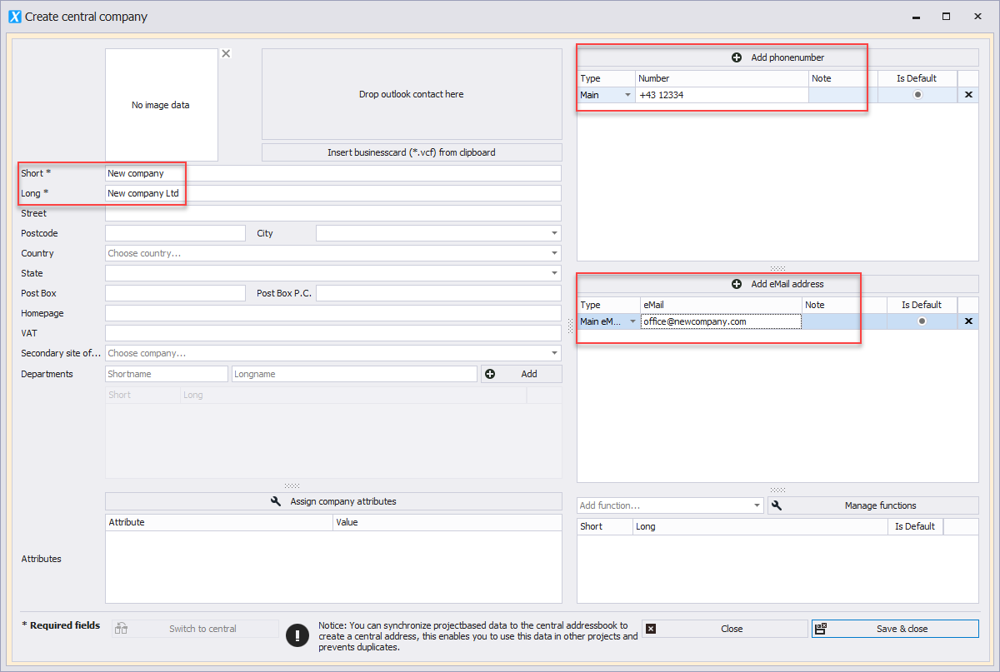 Create central company
No image data
Drop outlook contact here
Insert businesscard (*.vcf) from clipboard
Short * New company
Long * New company Ltd
Street
Postcode City
Country Choose country...
State
Post Box Post Box P.C.
Homepage
VAT
Secondary site of... Choose company...
Departments Shortname Longname Add
Short Long
Assign company attributes
Attribute Value
Attributes
Add phonenumber
Type Number Note Is Default
Main +43 12334
Add eMail address
Type eMail Note Is Default
Main eM... office@newcompany.com
Add function... Manage functions
Short Long Is Default
* Required fields Switch to central
Notice: You can synchronize projectbased data to the central addressbook to
create a central address, this enables you to use this data in other projects and
prevents duplicates.
Close Save & close